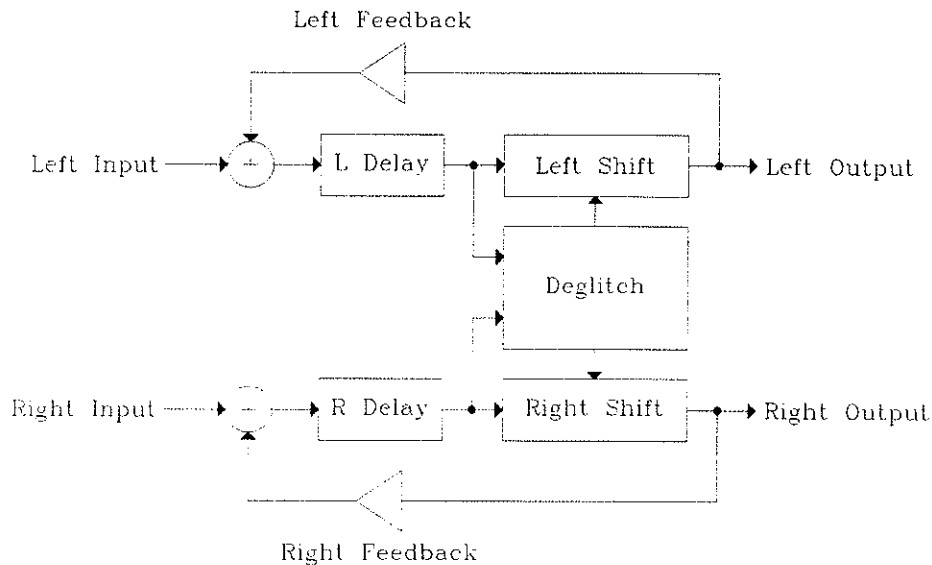 Left Feedback
Left Input
+
L Delay
Left Shift
Left Output
Deglitch
Right Input
+
R Delay
Right Shift
Right Output
Right Feedback